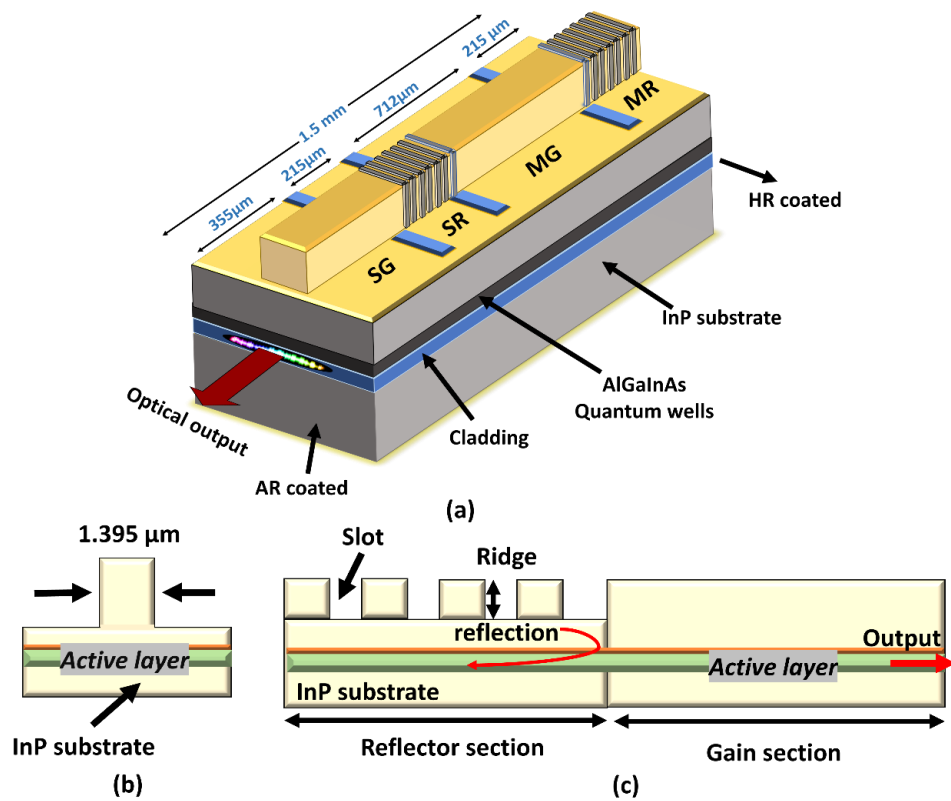 215 µm
712µm
1.5 mm
215µm
355µm
MR
MG
SR
SG
HR coated
InP substrate
AlGaInAs
Quantum wells
Cladding
Optical output
AR coated
(a)
1.395 µm
Active layer
InP substrate
(b)
Slot
Ridge
reflection
Output
Active layer
InP substrate
Reflector section
Gain section
(c)